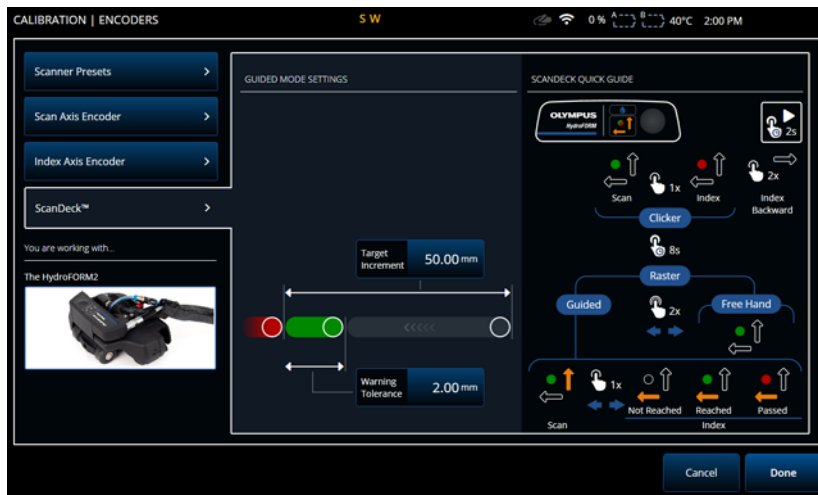 CALIBRATION | ENCODERS
S W
0 %
A
B
40°C
2:00 PM
Scanner Presets
Scan Axis Encoder
Index Axis Encoder
ScanDeck™
You are working with...
The HydroFORM2
GUIDED MODE SETTINGS
Target
Increment
50.00 mm
Warning
Tolerance
2.00 mm
SCANDECK QUICK GUIDE
OLYMPUS
HydroFORM
2s
1x
2x
Scan
Index
Index
Backward
Clicker
8s
Raster
Guided
2x
Free Hand
1x
Not Reached
Reached
Passed
Scan
Index
Cancel
Done